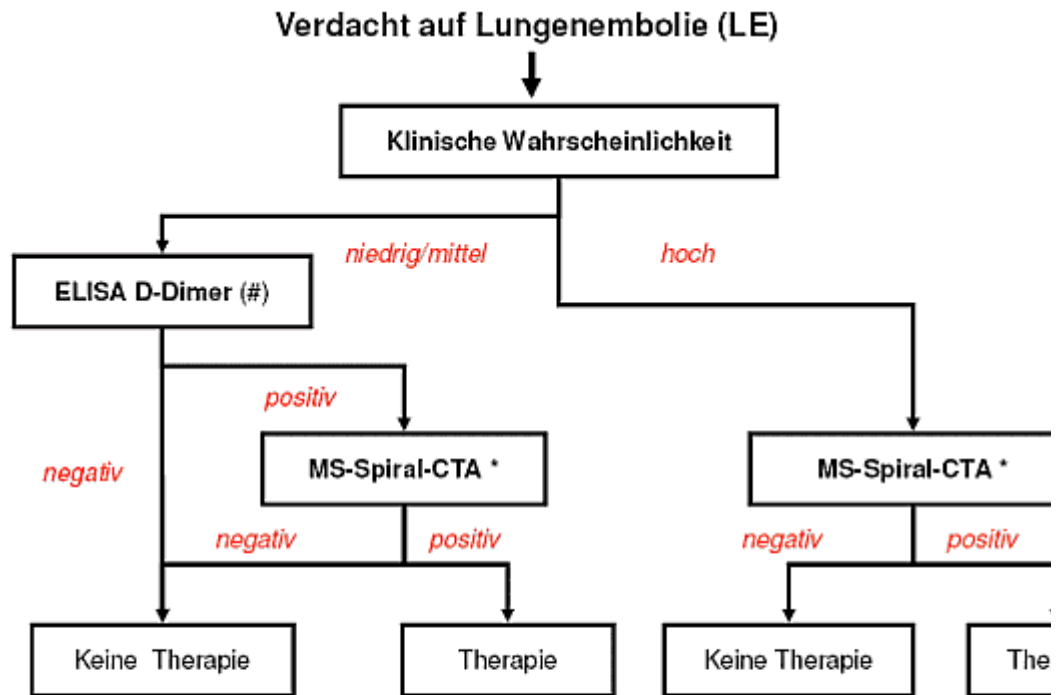 Verdacht auf Lungenembolie (LE)
Klinische Wahrscheinlichkeit
niedrig/mittel
hoch
ELISA D-Dimer (#)
positiv
negativ
MS-Spiral-CTA *
MS-Spiral-CTA *
negativ
positiv
negativ
positiv
Keine Therapie
Therapie
Keine Therapie
The